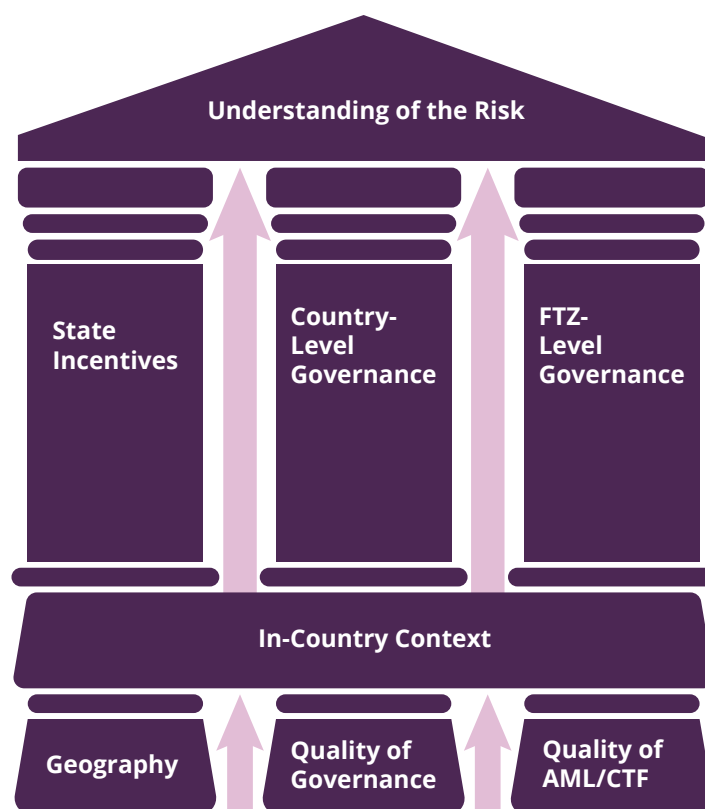 Understanding of the Risk
State
Incentives
Country-
Level
Governance
FTZ-
Level
Governance
In-Country Context
Geography
Quality of
Governance
Quality of
AML/CTF